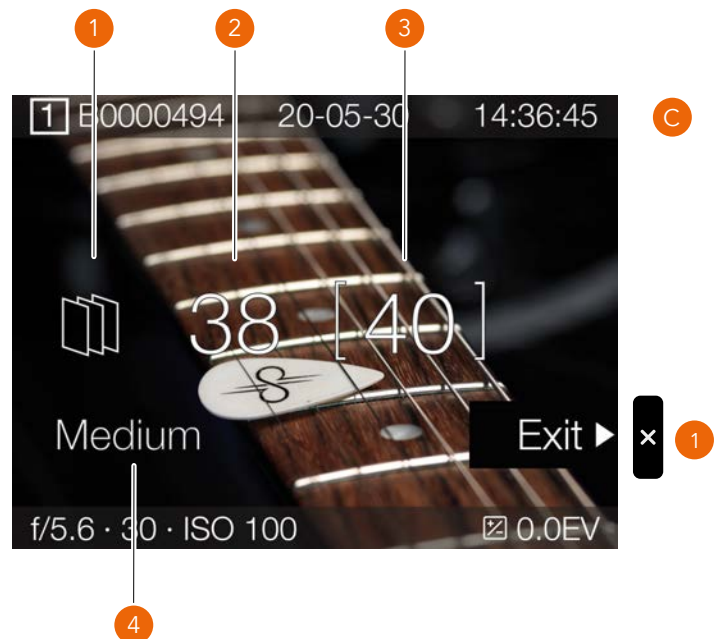 1 2 3
1 B0000494 20-05-30 14:36:45 C
38 [40]
Medium Exit ▶ × 1
f/5.6 · 30 · ISO 100 0.0EV
4